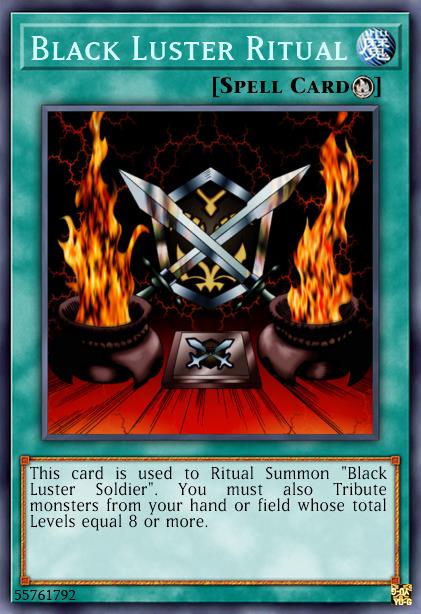 Black Luster Ritual 魔
[Spell Card]
This card is used to Ritual Summon "Black
Luster Soldier". You must also Tribute
monsters from your hand or field whose total
Levels equal 8 or more.
55761792